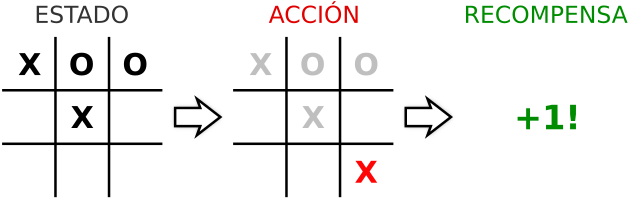 ESTADO
ACCIÓN
RECOMPENSA
X O O
X
X O O
X
X
+1!